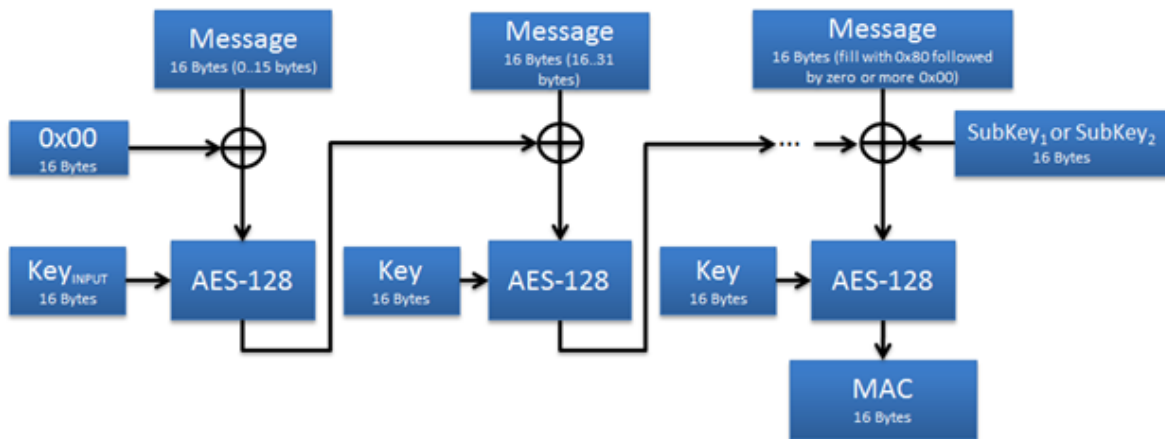 Message
16 Bytes (0..15 bytes)
Message
16 Bytes (16..31
bytes)
Message
16 Bytes (fill with 0x80 followed
by zero or more 0x00)
0x00
16 Bytes
...
SubKey1 or SubKey2
16 Bytes
KeyINPUT
16 Bytes
AES-128
Key
16 Bytes
AES-128
Key
16 Bytes
AES-128
MAC
16 Bytes